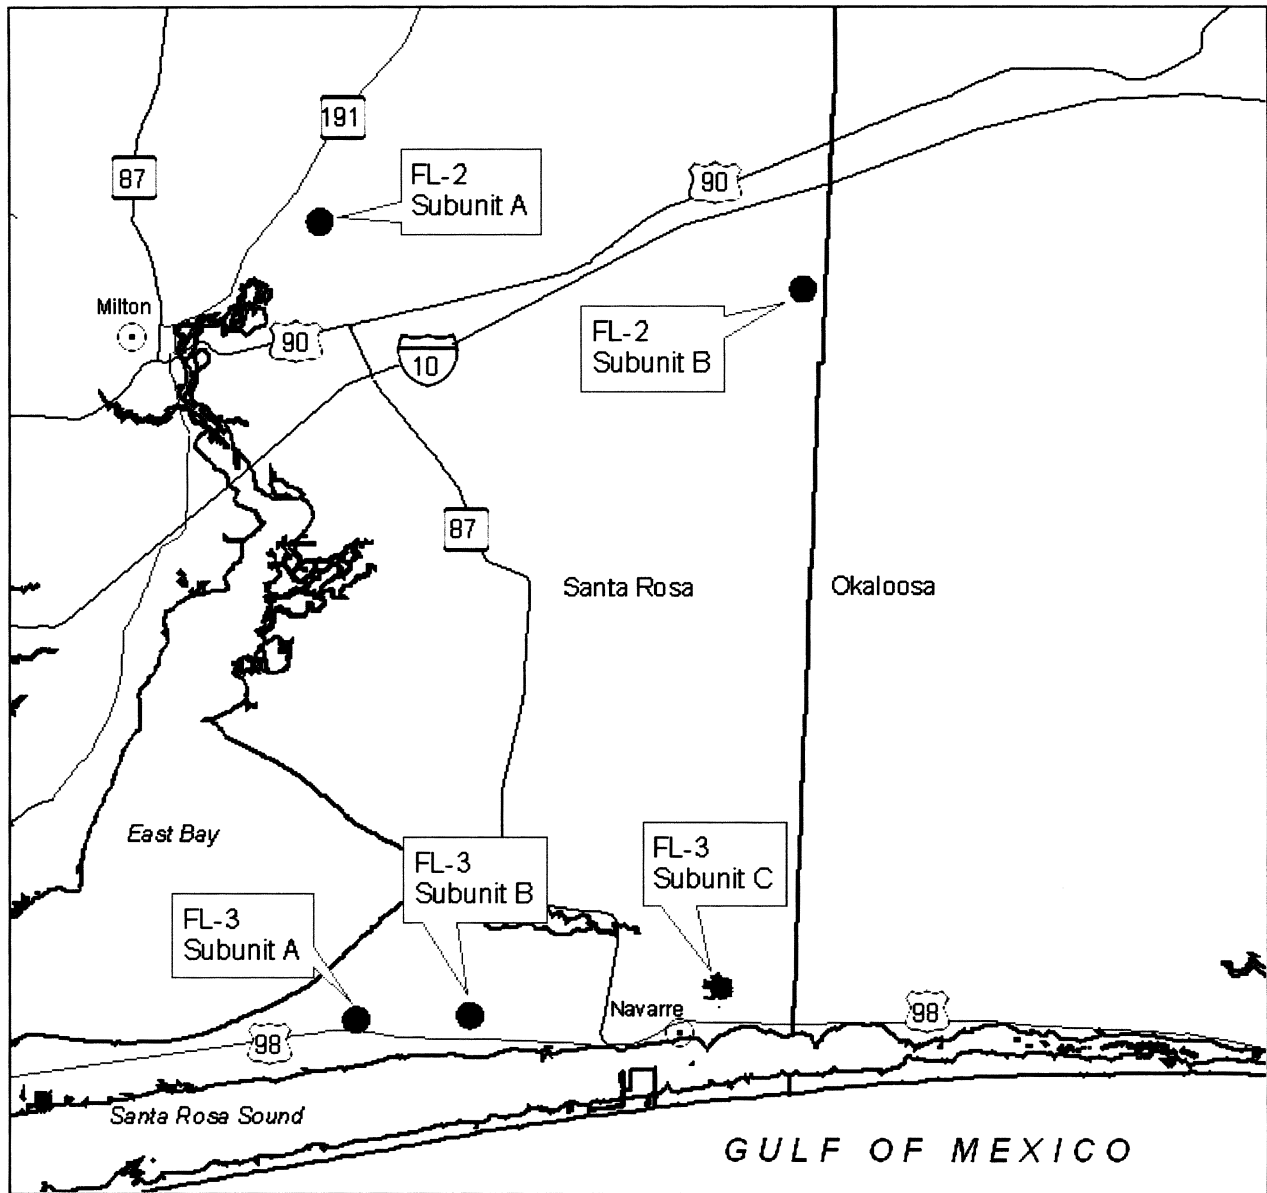 191
87
FL-2
Subunit A
90
Milton
90
10
FL-2
Subunit B
87
Santa Rosa
Okaloosa
East Bay
FL-3
Subunit B
FL-3
Subunit C
FL-3
Subunit A
Navarre
98
98
Santa Rosa Sound
GULF OF MEXICO